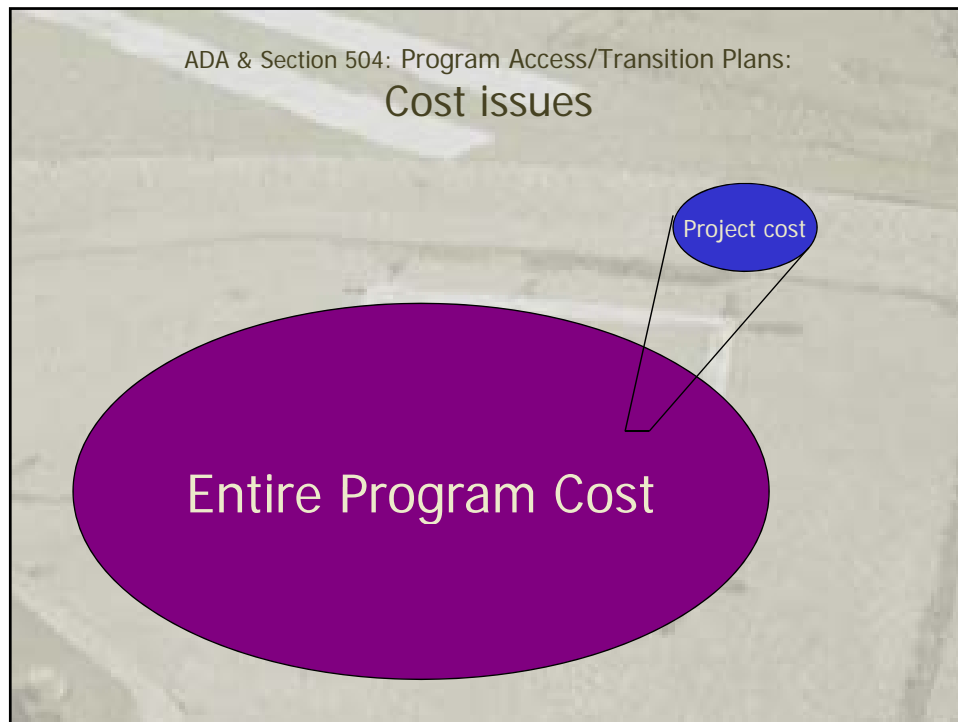 ADA & Section 504: Program Access/Transition Plans:
Cost issues
Project cost
Entire Program Cost